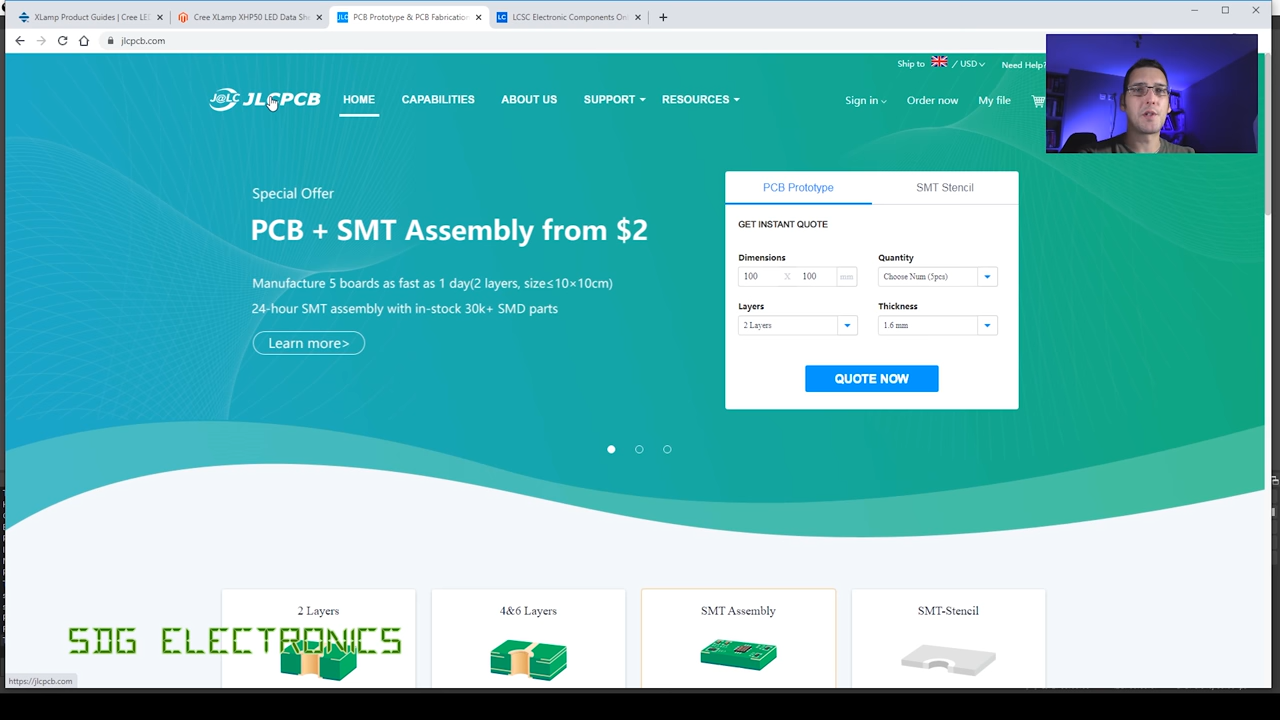 XLamp Product Guides | Cree LED
Cree XLamp XHP50 LED Data She
PCB Prototype & PCB Fabrication
LCSC Electronic Components Onl
jlcpcb.com
Ship to / USD
Need Help?
J@LC JLCPCB
HOME
CAPABILITIES
ABOUT US
SUPPORT
RESOURCES
Sign in
Order now
My file
Special Offer
PCB + SMT Assembly from $2
Manufacture 5 boards as fast as 1 day(2 layers, size≤10×10cm)
24-hour SMT assembly with in-stock 30k+ SMD parts
Learn more>
PCB Prototype
SMT Stencil
GET INSTANT QUOTE
Dimensions
Quantity
100 X 100 mm
Choose Num (5pcs)
Layers
Thickness
2 Layers
1.6 mm
QUOTE NOW
2 Layers
4&6 Layers
SMT Assembly
SMT-Stencil
SDG ELECTRONICS
https://jlcpcb.com